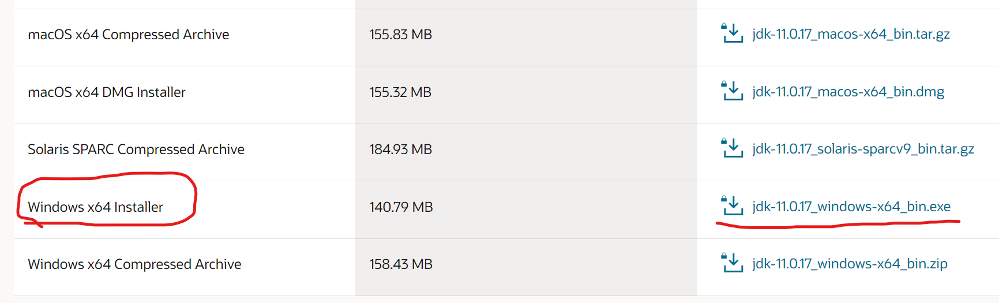 macOS x64 Compressed Archive 155.83 MB jdk-11.0.17_macos-x64_bin.tar.gz
macOS x64 DMG Installer 155.32 MB jdk-11.0.17_macos-x64_bin.dmg
Solaris SPARC Compressed Archive 184.93 MB jdk-11.0.17_solaris-sparcv9_bin.tar.gz
Windows x64 Installer 140.79 MB jdk-11.0.17_windows-x64_bin.exe
Windows x64 Compressed Archive 158.43 MB jdk-11.0.17_windows-x64_bin.zip